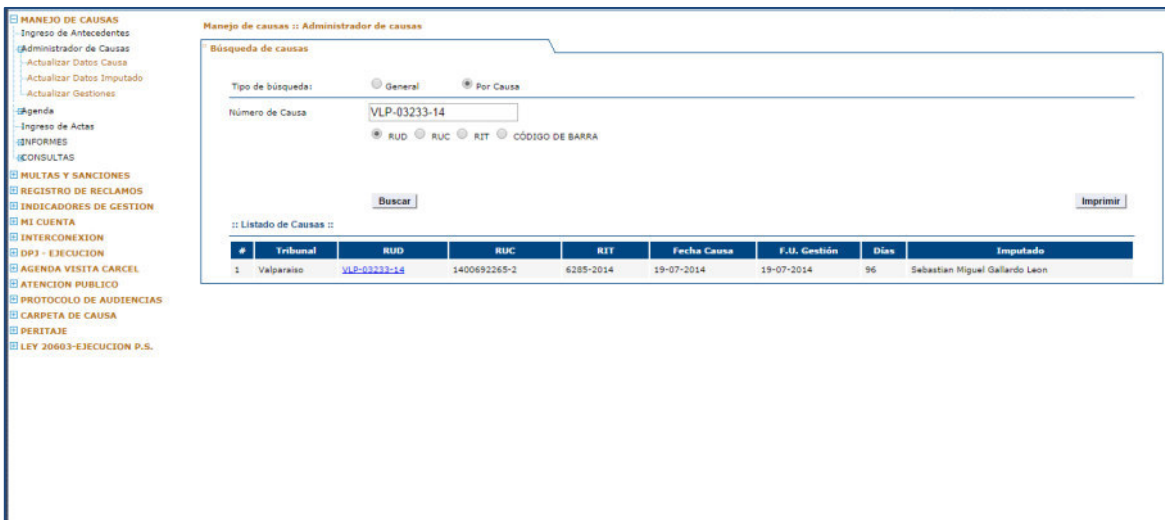 MANEJO DE CAUSAS
Ingreso de Antecedentes
Administrador de Causas
Actualizar Datos Causa
Actualizar Datos Imputado
Actualizar Gestiones
Agenda
Ingreso de Actas
INFORMES
CONSULTAS
MULTAS Y SANCIONES
REGISTRO DE RECLAMOS
INDICADORES DE GESTION
MI CUENTA
INTERCONEXION
DPJ - EJECUCION
AGENDA VISITA CARCEL
ATENCION PUBLICO
PROTOCOLO DE AUDIENCIAS
CARPETA DE CAUSA
PERITAJE
LEY 20603-EJECUCION P.S.
Manejo de causas :: Administrador de causas
Búsqueda de causas
Tipo de búsqueda: General Por Causa
Número de Causa VLP-03233-14
RUD RUC RIT CÓDIGO DE BARRA
Buscar Imprimir
:: Listado de Causas ::
# Tribunal RUD RUC RIT Fecha Causa F.U. Gestión Días Imputado
1 Valparaiso VLP-03233-14 1400692265-2 6285-2014 19-07-2014 19-07-2014 96 Sebastian Miguel Gallardo Leon